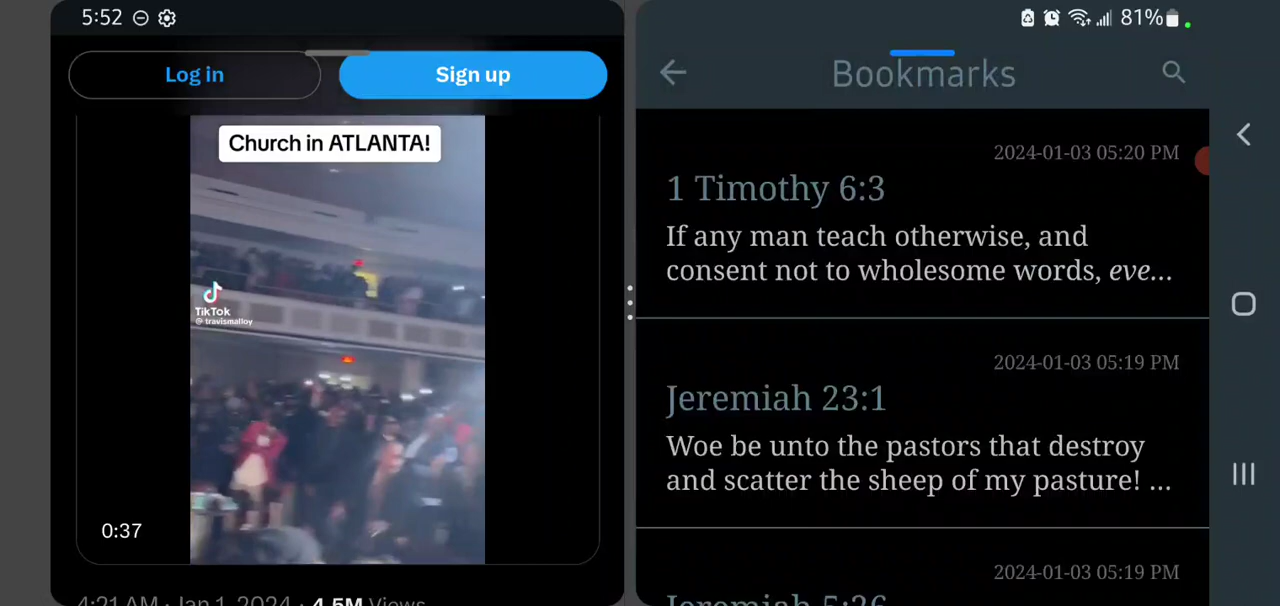 5:52
Log in
Sign up
Church in ATLANTA!
TikTok
@travismalloy
0:37
4:21 AM · Jan 1, 2024 · 4.5M Views
81%
Bookmarks
2024-01-03 05:20 PM
1 Timothy 6:3
If any man teach otherwise, and
consent not to wholesome words, eve...
2024-01-03 05:19 PM
Jeremiah 23:1
Woe be unto the pastors that destroy
and scatter the sheep of my pasture! ...
2024-01-03 05:19 PM
Jeremiah 5:26